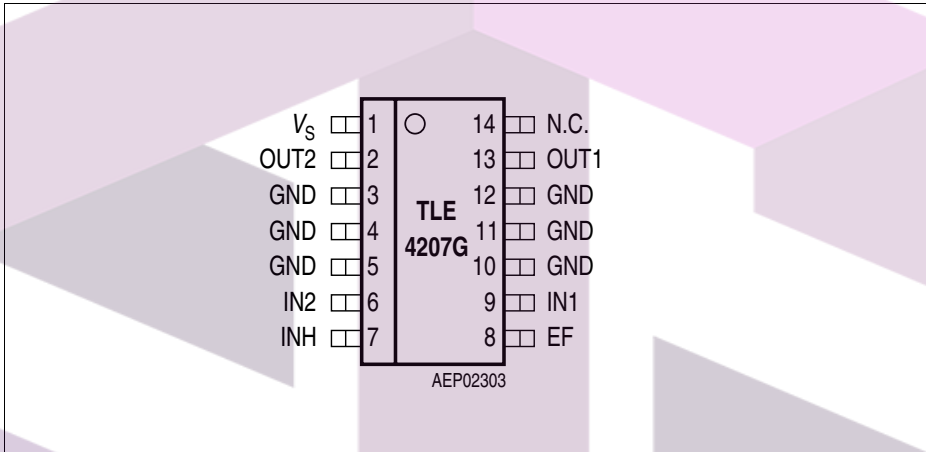 V_S 1 14 N.C.
OUT2 2 13 OUT1
GND 3 12 GND
GND 4 TLE 11 GND
GND 5 4207G 10 GND
IN2 6 9 IN1
INH 7 8 EF
AEP02303